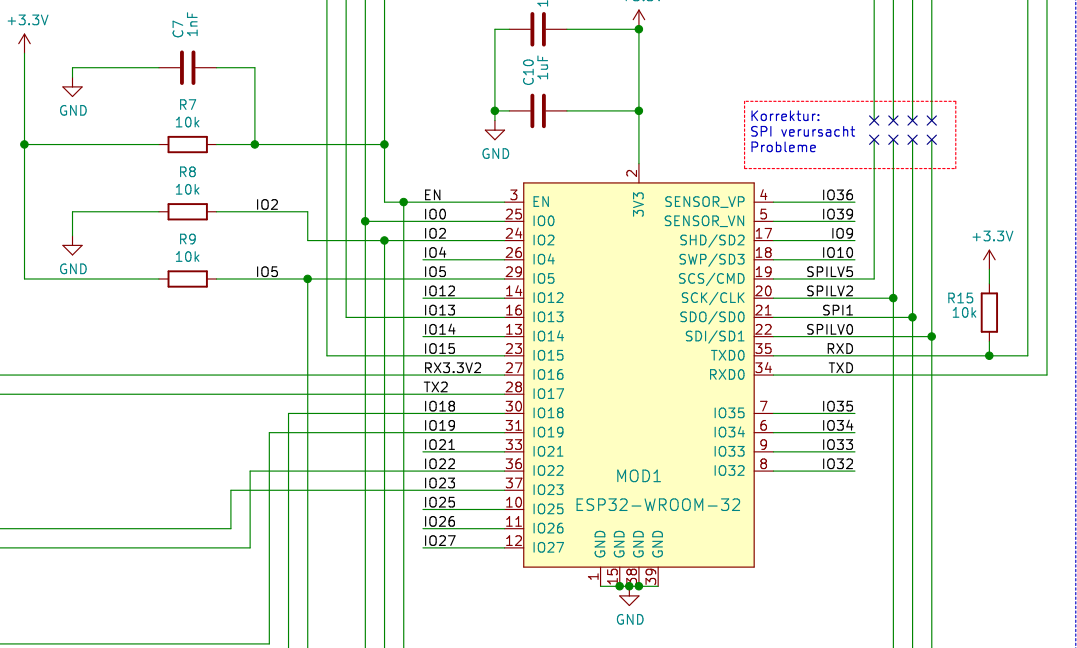 +3.3V
C7
1nF
GND
R7
10k
R8
10k
IO2
GND
R9
10k
IO5
C10
1uF
GND
Korrektur:
SPI verursacht
Probleme
+3.3V
R15
10k
2
3V3
EN 3 EN
IO0 25 IO0
IO2 24 IO2
IO4 26 IO4
IO5 29 IO5
IO12 14 IO12
IO13 16 IO13
IO14 13 IO14
IO15 23 IO15
RX3.3V2 27 IO16
TX2 28 IO17
IO18 30 IO18
IO19 31 IO19
IO21 33 IO21
IO22 36 IO22
IO23 37 IO23
IO25 10 IO25
IO26 11 IO26
IO27 12 IO27
SENSOR_VP 4 IO36
SENSOR_VN 5 IO39
SHD/SD2 17 IO9
SWP/SD3 18 IO10
SCS/CMD 19 SPILV5
SCK/CLK 20 SPILV2
SDO/SD0 21 SPI1
SDI/SD1 22 SPILV0
TXD0 35 RXD
RXD0 34 TXD
IO35 7 IO35
IO34 6 IO34
IO33 9 IO33
IO32 8 IO32
MOD1
ESP32-WROOM-32
GND GND GND GND
1 15 38 39
GND